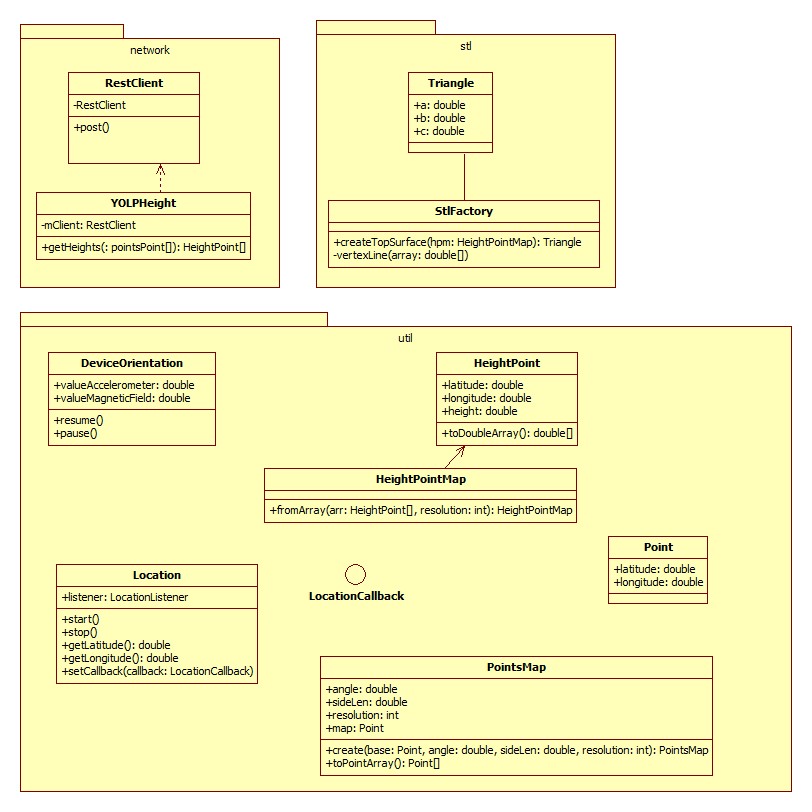 network
RestClient
-RestClient
+post()
YOLPHeight
-mClient: RestClient
+getHeights(: pointsPoint[]): HeightPoint[]
stl
Triangle
+a: double
+b: double
+c: double
StlFactory
+createTopSurface(hpm: HeightPointMap): Triangle
-vertexLine(array: double[])
util
DeviceOrientation
+valueAccelerometer: double
+valueMagneticField: double
+resume()
+pause()
HeightPoint
+latitude: double
+longitude: double
+height: double
+toDoubleArray(): double[]
HeightPointMap
+fromArray(arr: HeightPoint[], resolution: int): HeightPointMap
Point
+latitude: double
+longitude: double
Location
+listener: LocationListener
+start()
+stop()
+getLatitude(): double
+getLongitude(): double
+setCallback(callback: LocationCallback)
LocationCallback
PointsMap
+angle: double
+sideLen: double
+resolution: int
+map: Point
+create(base: Point, angle: double, sideLen: double, resolution: int): PointsMap
+toPointArray(): Point[]